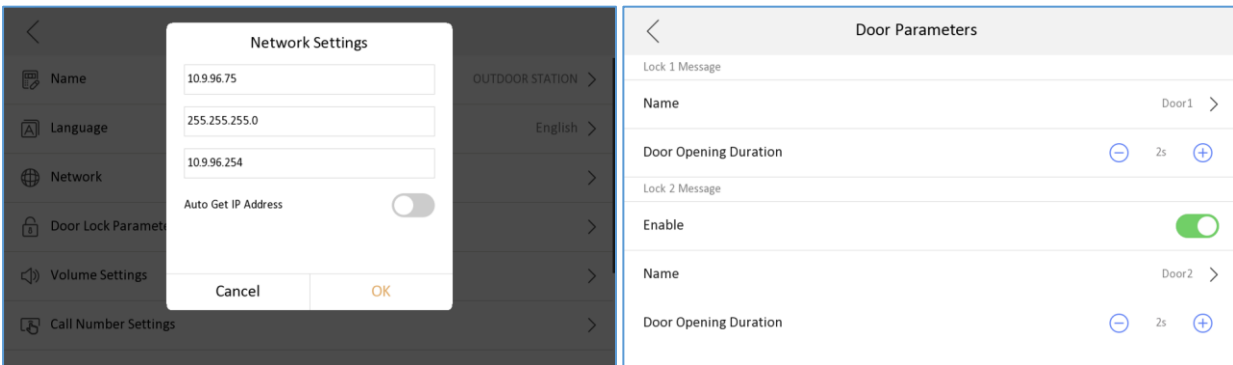 Network Settings
10.9.96.75
255.255.255.0
10.9.96.254
Auto Get IP Address
Cancel
OK
Name
OUTDOOR STATION
Language
English
Network
Door Lock Paramete
Volume Settings
Call Number Settings
Door Parameters
Lock 1 Message
Name
Door1
Door Opening Duration
2s
Lock 2 Message
Enable
Name
Door2
Door Opening Duration
2s